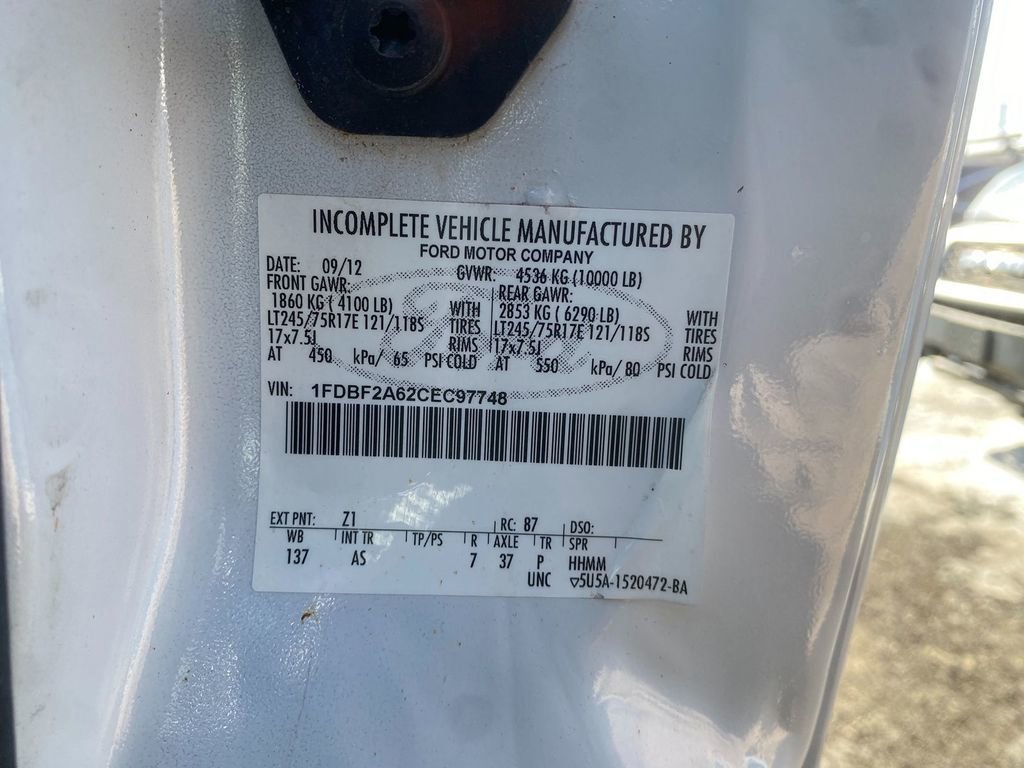 INCOMPLETE VEHICLE MANUFACTURED BY
FORD MOTOR COMPANY
DATE: 09/12 GVWR: 4536 KG (10000 LB)
FRONT GAWR: REAR GAWR:
1860 KG ( 4100 LB) WITH 2853 KG ( 6290 LB) WITH
LT245/75R17E 121/118S TIRES LT245/75R17E 121/118S TIRES
17x7.5J RIMS 17x7.5J RIMS
AT 450 kPa/ 65 PSI COLD AT 550 kPa/ 80 PSI COLD
VIN: 1FDBF2A62CEC97748
EXT PNT: Z1 RC: 87 DSO:
WB INT TR TP/PS R AXLE TR SPR
137 AS 7 37 P HHMM
UNC ▽5U5A-1520472-BA